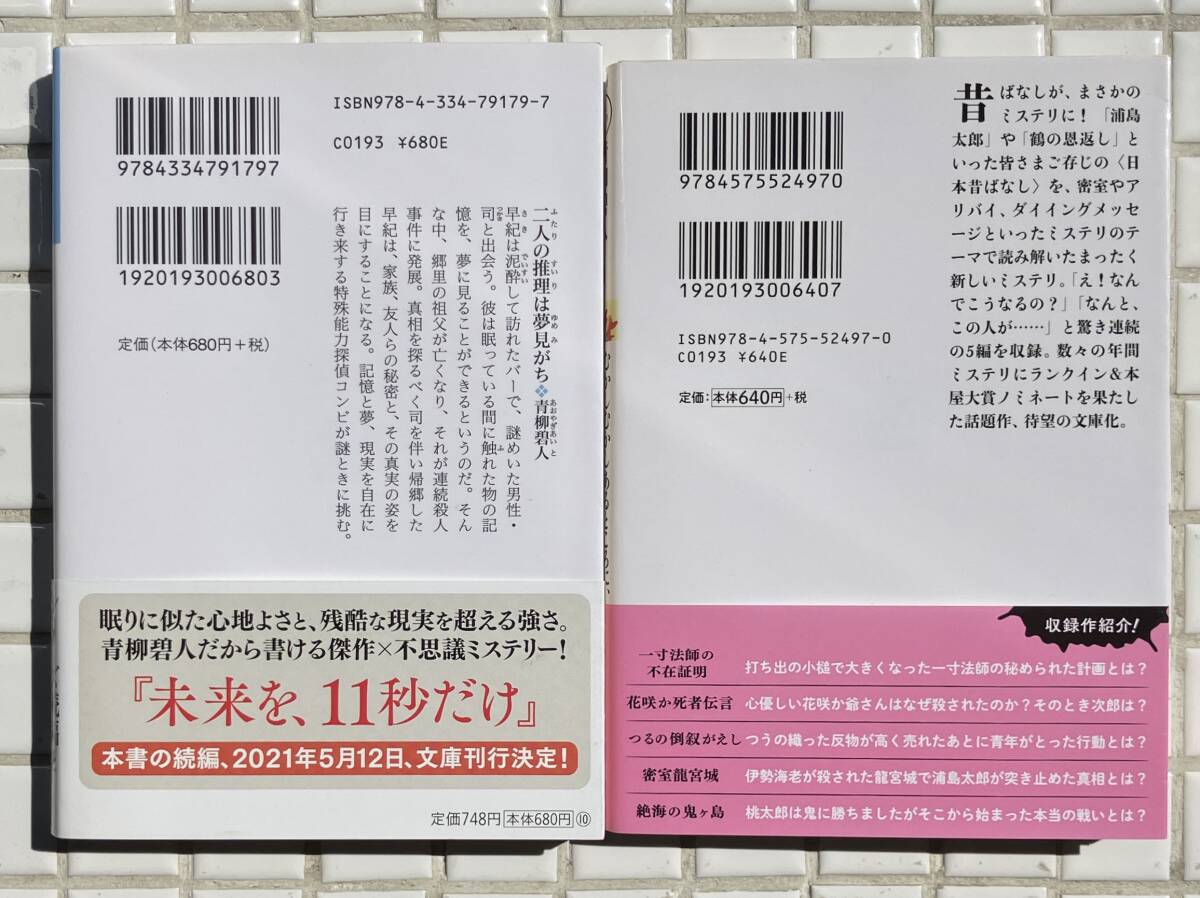 ISBN978-4-334-79179-7
C0193 ¥680E
9784334791797
1920193006803
定価(本体680円+税)
二人の推理は夢見がち❖青柳碧人
ふたり すいり ゆめみ あおやぎあいと
早紀は泥酔して訪れたバーで、謎めいた男性・
さき でいすい
司と出会う。彼は眠っている間に触れた物の記
つかさ ふ
憶を、夢に見ることができるというのだ。そん
な中、郷里の祖父が亡くなり、それが連続殺人
事件に発展。真相を探るべく司を伴い帰郷した
早紀は、家族、友人らの秘密と、その真実の姿を
目にすることになる。記憶と夢、現実を自在に
行き来する特殊能力探偵コンビが謎ときに挑む。
眠りに似た心地よさと、残酷な現実を超える強さ。
青柳碧人だから書ける傑作×不思議ミステリー!
『未来を、11秒だけ』
本書の続編、2021年5月12日、文庫刊行決定!
定価748円 本体680円 ⑩
9784575524970
1920193006407
ISBN978-4-575-52497-0
C0193 ¥640E
定価:本体640円+税
昔ばなしが、まさかの
ミステリに!「浦島
太郎」や「鶴の恩返し」と
いった皆さまご存じの〈日
本昔ばなし〉を、密室やア
リバイ、ダイイングメッセ
ージといったミステリのテ
ーマで読み解いたまったく
新しいミステリ。「え!なん
でこうなるの?」「なんと、
この人が……」と驚き連続
の5編を収録。数々の年間
ミステリにランクイン&本
屋大賞ノミネートを果たし
た話題作、待望の文庫化。
収録作紹介!
一寸法師の
不在証明
打ち出の小槌で大きくなった一寸法師の秘められた計画とは?
花咲か死者伝言 心優しい花咲か爺さんはなぜ殺されたのか?そのとき次郎は?
つるの倒叙がえし つうの織った反物が高く売れたあとに青年がとった行動とは?
密室龍宮城 伊勢海老が殺された龍宮城で浦島太郎が突き止めた真相とは?
絶海の鬼ヶ島 桃太郎は鬼に勝ちましたがそこから始まった本当の戦いとは?